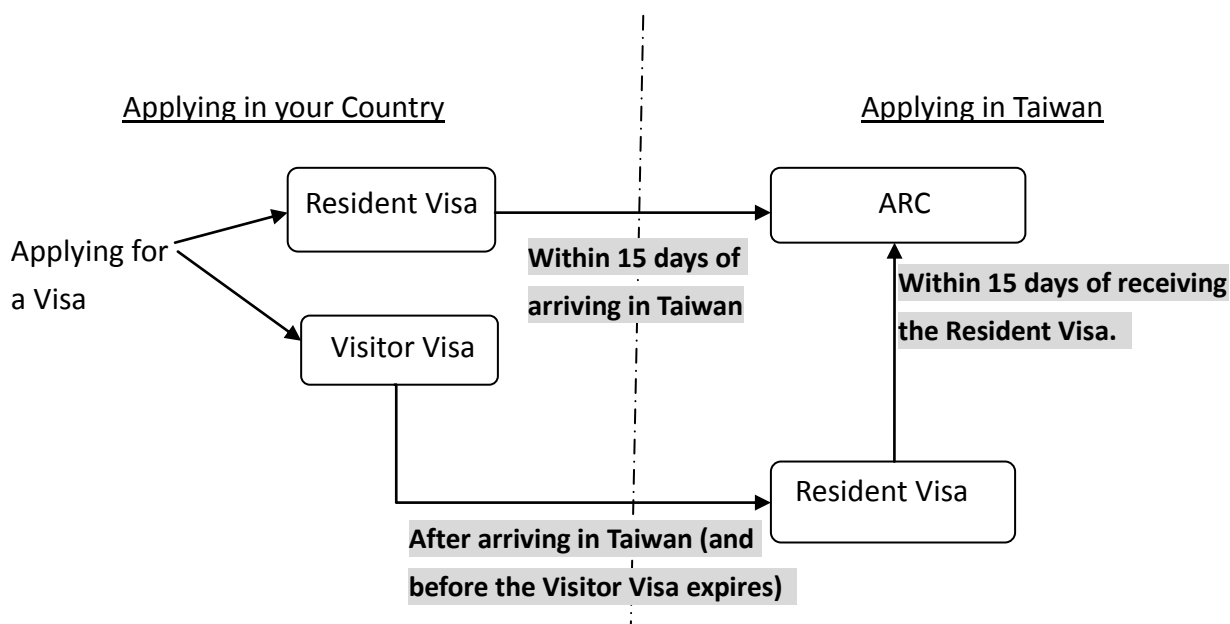 Applying in your Country
Applying in Taiwan
Resident Visa
ARC
Applying for
a Visa
Within 15 days of
arriving in Taiwan
Within 15 days of receiving
the Resident Visa.
Visitor Visa
Resident Visa
After arriving in Taiwan (and
before the Visitor Visa expires)